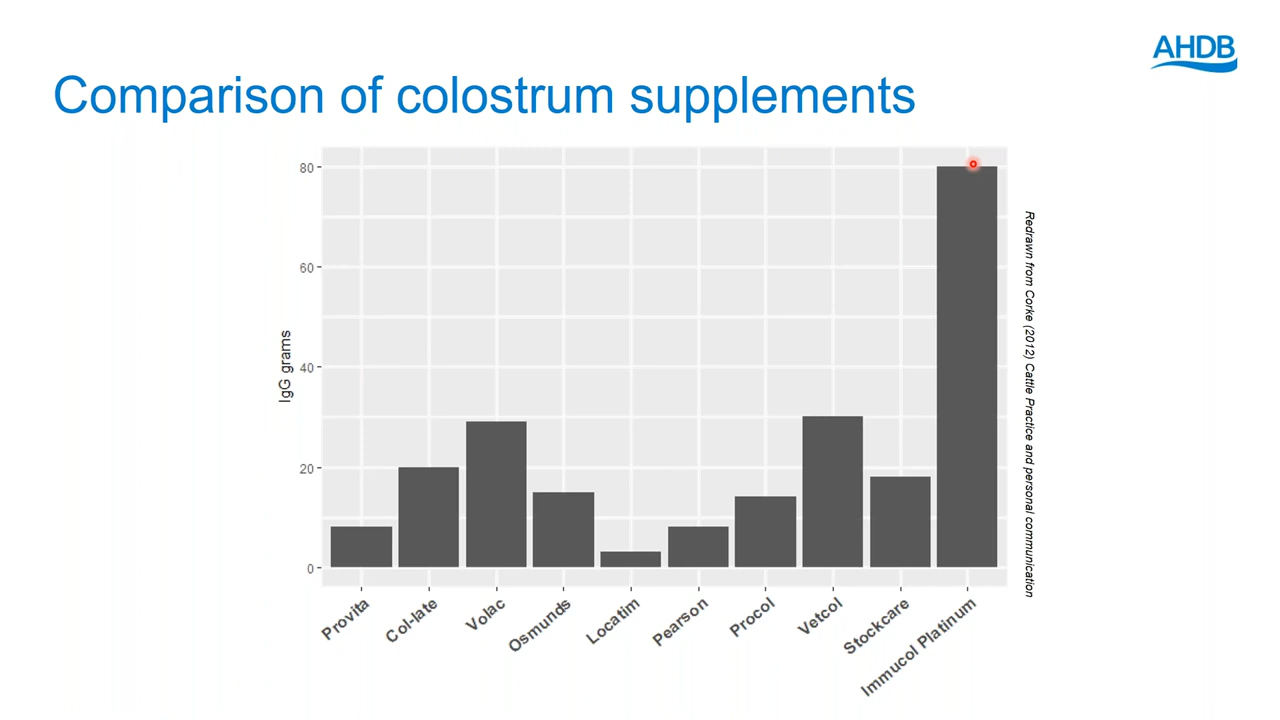 AHDB
Comparison of colostrum supplements
80
60
40
20
0
IgG grams
Provita
Col-late
Volac
Osmunds
Locatim
Pearson
Procol
Vetcol
Stockcare
Immucol Platinum
Redrawn from Corke (2012) Cattle Practice and personal communication